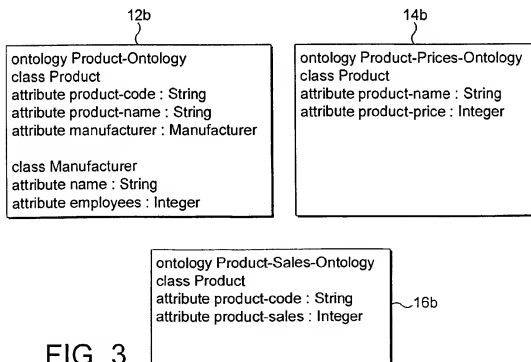 12b
ontology Product-Ontology
class Product
attribute product-code : String
attribute product-name : String
attribute manufacturer : Manufacturer
class Manufacturer
attribute name : String
attribute employees : Integer
14b
ontology Product-Prices-Ontology
class Product
attribute product-name : String
attribute product-price : Integer
ontology Product-Sales-Ontology
class Product
attribute product-code : String
attribute product-sales : Integer
16b
FIG. 3